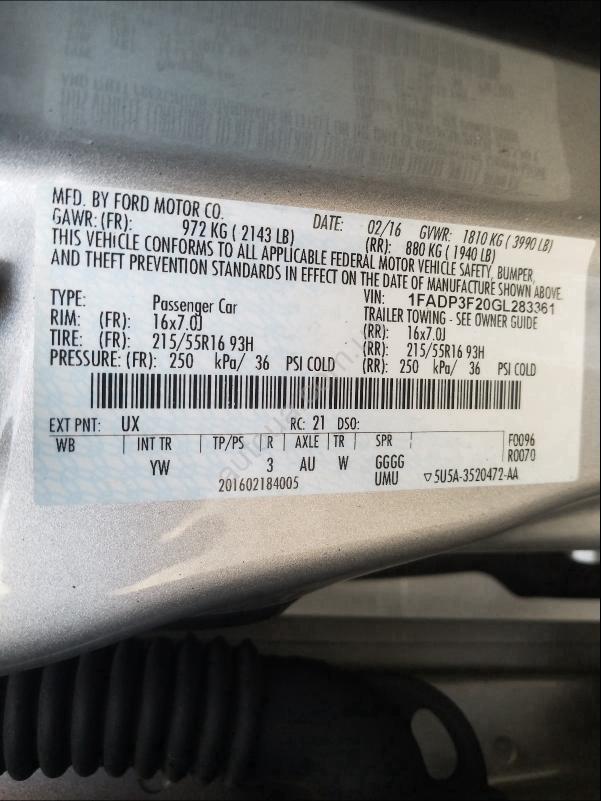 MFD. BY FORD MOTOR CO. DATE: 02/16 GVWR: 1810 KG ( 3990 LB)
GAWR: (FR): 972 KG ( 2143 LB) (RR): 880 KG ( 1940 LB)
THIS VEHICLE CONFORMS TO ALL APPLICABLE FEDERAL MOTOR VEHICLE SAFETY, BUMPER,
AND THEFT PREVENTION STANDARDS IN EFFECT ON THE DATE OF MANUFACTURE SHOWN ABOVE.
VIN: 1FADP3F20GL283361
TYPE: Passenger Car TRAILER TOWING - SEE OWNER GUIDE
RIM: (FR): 16x7.0J (RR): 16x7.0J
TIRE: (FR): 215/55R16 93H (RR): 215/55R16 93H
PRESSURE: (FR): 250 kPa/ 36 PSI COLD (RR): 250 kPa/ 36 PSI COLD
EXT PNT: UX RC: 21 DSO:
WB INT TR TP/PS R AXLE TR SPR F0096
YW 3 AU W GGGG R0070
201602184005 UMU ▽5U5A-3520472-AA